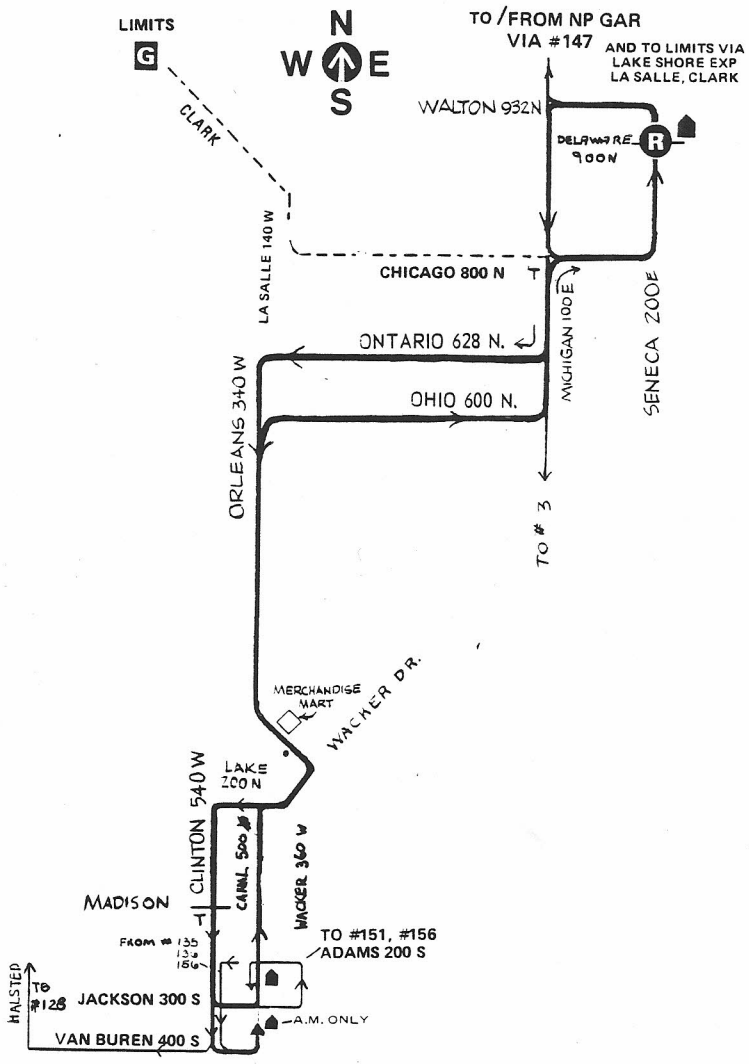 LIMITS
G
N
W E
S
TO/FROM NP GAR
VIA #147
AND TO LIMITS VIA
LAKE SHORE EXP
LA SALLE, CLARK
CLARK
WALTON 932N
DELAWARE
900N
R
LA SALLE 140 W
CHICAGO 800 N
T
MICHIGAN 100 E
SENECA 200E
ONTARIO 628 N.
OHIO 600 N.
ORLEANS 340 W
TO # 3
MERCHANDISE
MART
WACKER DR.
LAKE
200 N
CLINTON 540 W
CANAL 500
WACKER 360 W
MADISON
T
FROM # 135
136
156
TO #151, #156
ADAMS 200 S
HALSTED
TO
#128
JACKSON 300 S
A.M. ONLY
VAN BUREN 400 S